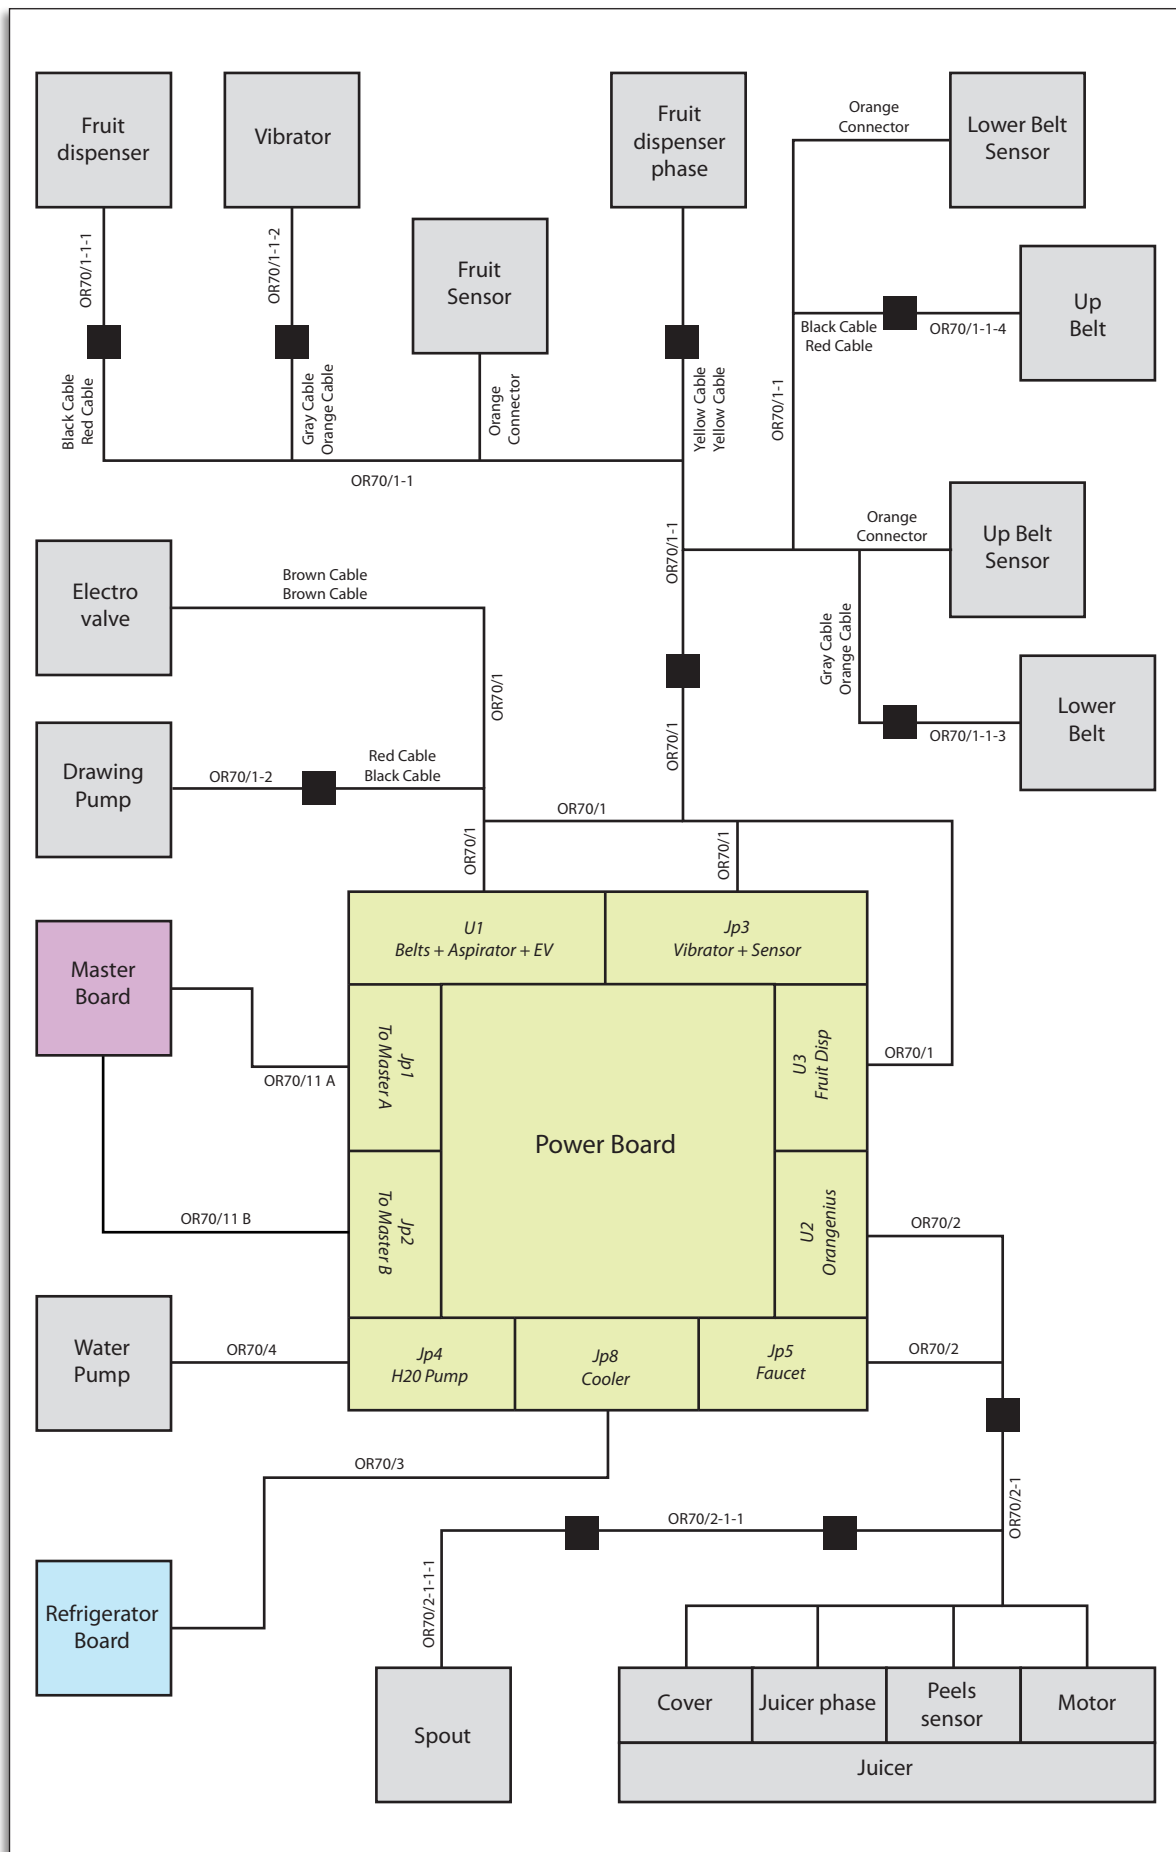 Fruit
dispenser
Vibrator
Fruit
dispenser
phase
Orange
Connector
Lower Belt
Sensor
OR70/1-1-1
OR70/1-1-2
Fruit
Sensor
Up
Belt
Black Cable
Red Cable
OR70/1-1-4
Black Cable
Red Cable
Gray Cable
Orange Cable
Orange
Connector
Yellow Cable
Yellow Cable
OR70/1-1
OR70/1-1
OR70/1-1
Orange
Connector
Up Belt
Sensor
Electro
valve
Brown Cable
Brown Cable
Gray Cable
Orange Cable
OR70/1
OR70/1
Lower
Belt
OR70/1-1-3
Drawing
Pump
OR70/1-2
Red Cable
Black Cable
OR70/1
OR70/1
OR70/1
U1
Belts + Aspirator + EV
Jp3
Vibrator + Sensor
Master
Board
OR70/11 A
Jp1
To Master A
U3
Fruit Disp
OR70/1
Power Board
OR70/11 B
Jp2
To Master B
U2
Orangenius
OR70/2
Water
Pump
OR70/4
Jp4
H20 Pump
Jp8
Cooler
Jp5
Faucet
OR70/2
OR70/3
OR70/2-1-1
OR70/2-1
Refrigerator
Board
OR70/2-1-1-1
Spout
Cover
Juicer phase
Peels
sensor
Motor
Juicer